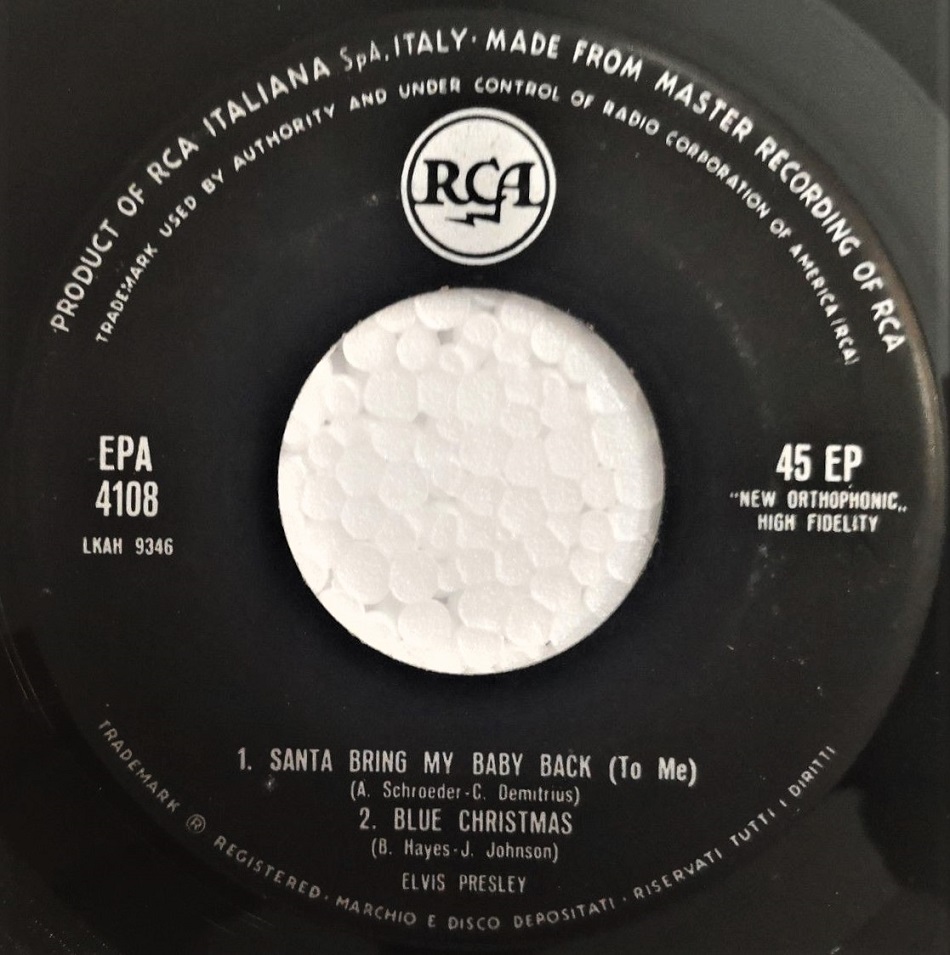 PRODUCT OF RCA ITALIANA SpA, ITALY · MADE FROM MASTER RECORDING OF RCA
TRADEMARK USED BY AUTHORITY AND UNDER CONTROL OF RADIO CORPORATION OF AMERICA (RCA)
RCA
EPA
4108
LKAH 9346
45 EP
"NEW ORTHOPHONIC„
HIGH FIDELITY
1. SANTA BRING MY BABY BACK (To Me)
(A. Schroeder-C. Demitrius)
2. BLUE CHRISTMAS
(B. Hayes-J. Johnson)
ELVIS PRESLEY
TRADEMARK ® REGISTERED · MARCHIO E DISCO DEPOSITATI · RISERVATI TUTTI I DIRITTI